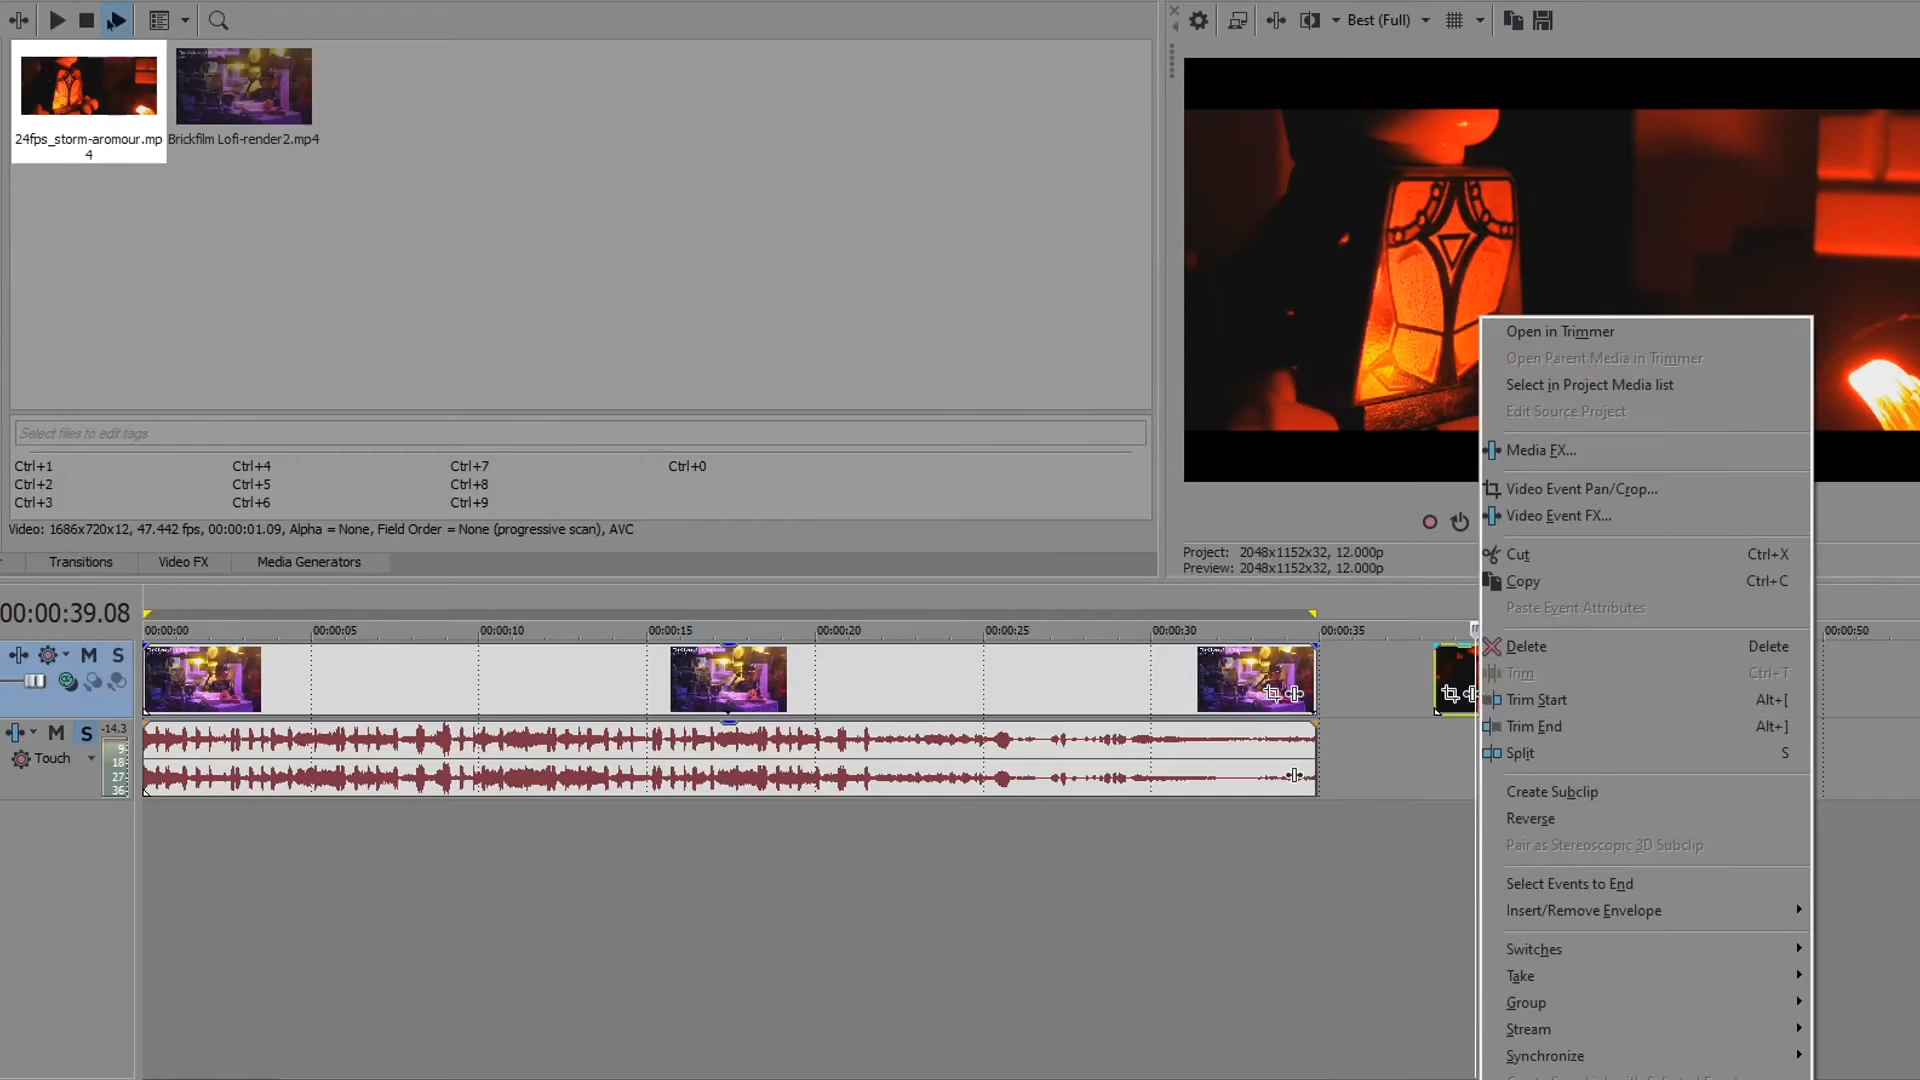 Best (Full)
24fps_storm-aromour.mp
4
Brickfilm Lofi-render2.mp4
Select files to edit tags
Ctrl+1 Ctrl+4 Ctrl+7 Ctrl+0
Ctrl+2 Ctrl+5 Ctrl+8
Ctrl+3 Ctrl+6 Ctrl+9
Video: 1686x720x12, 47.442 fps, 00:00:01.09, Alpha = None, Field Order = None (progressive scan), AVC
Transitions Video FX Media Generators
Project: 2048x1152x32, 12.000p
Preview: 2048x1152x32, 12.000p
Open in Trimmer
Open Parent Media in Trimmer
Select in Project Media list
Edit Source Project
Media FX...
Video Event Pan/Crop...
Video Event FX...
Cut Ctrl+X
Copy Ctrl+C
Paste Event Attributes
Delete Delete
Trim Ctrl+T
Trim Start Alt+[
Trim End Alt+]
Split S
Create Subclip
Reverse
Pair as Stereoscopic 3D Subclip
Select Events to End
Insert/Remove Envelope
Switches
Take
Group
Stream
Synchronize
00:00:39.08
00:00:00 00:00:05 00:00:10 00:00:15 00:00:20 00:00:25 00:00:30 00:00:35 00:00:50
M S
M S -14.3
Touch
9
18
27
36